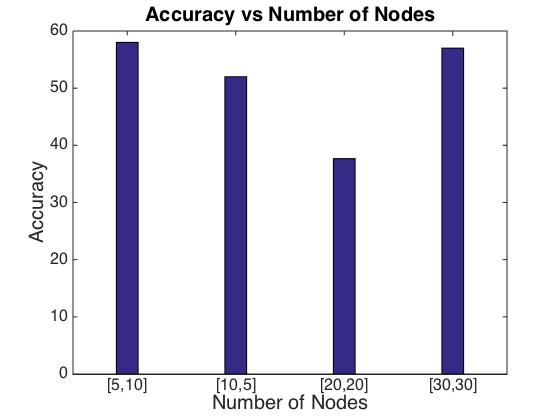 Accuracy vs Number of Nodes
60
50
40
30
20
10
0
Accuracy
[5,10] [10,5] [20,20] [30,30]
Number of Nodes